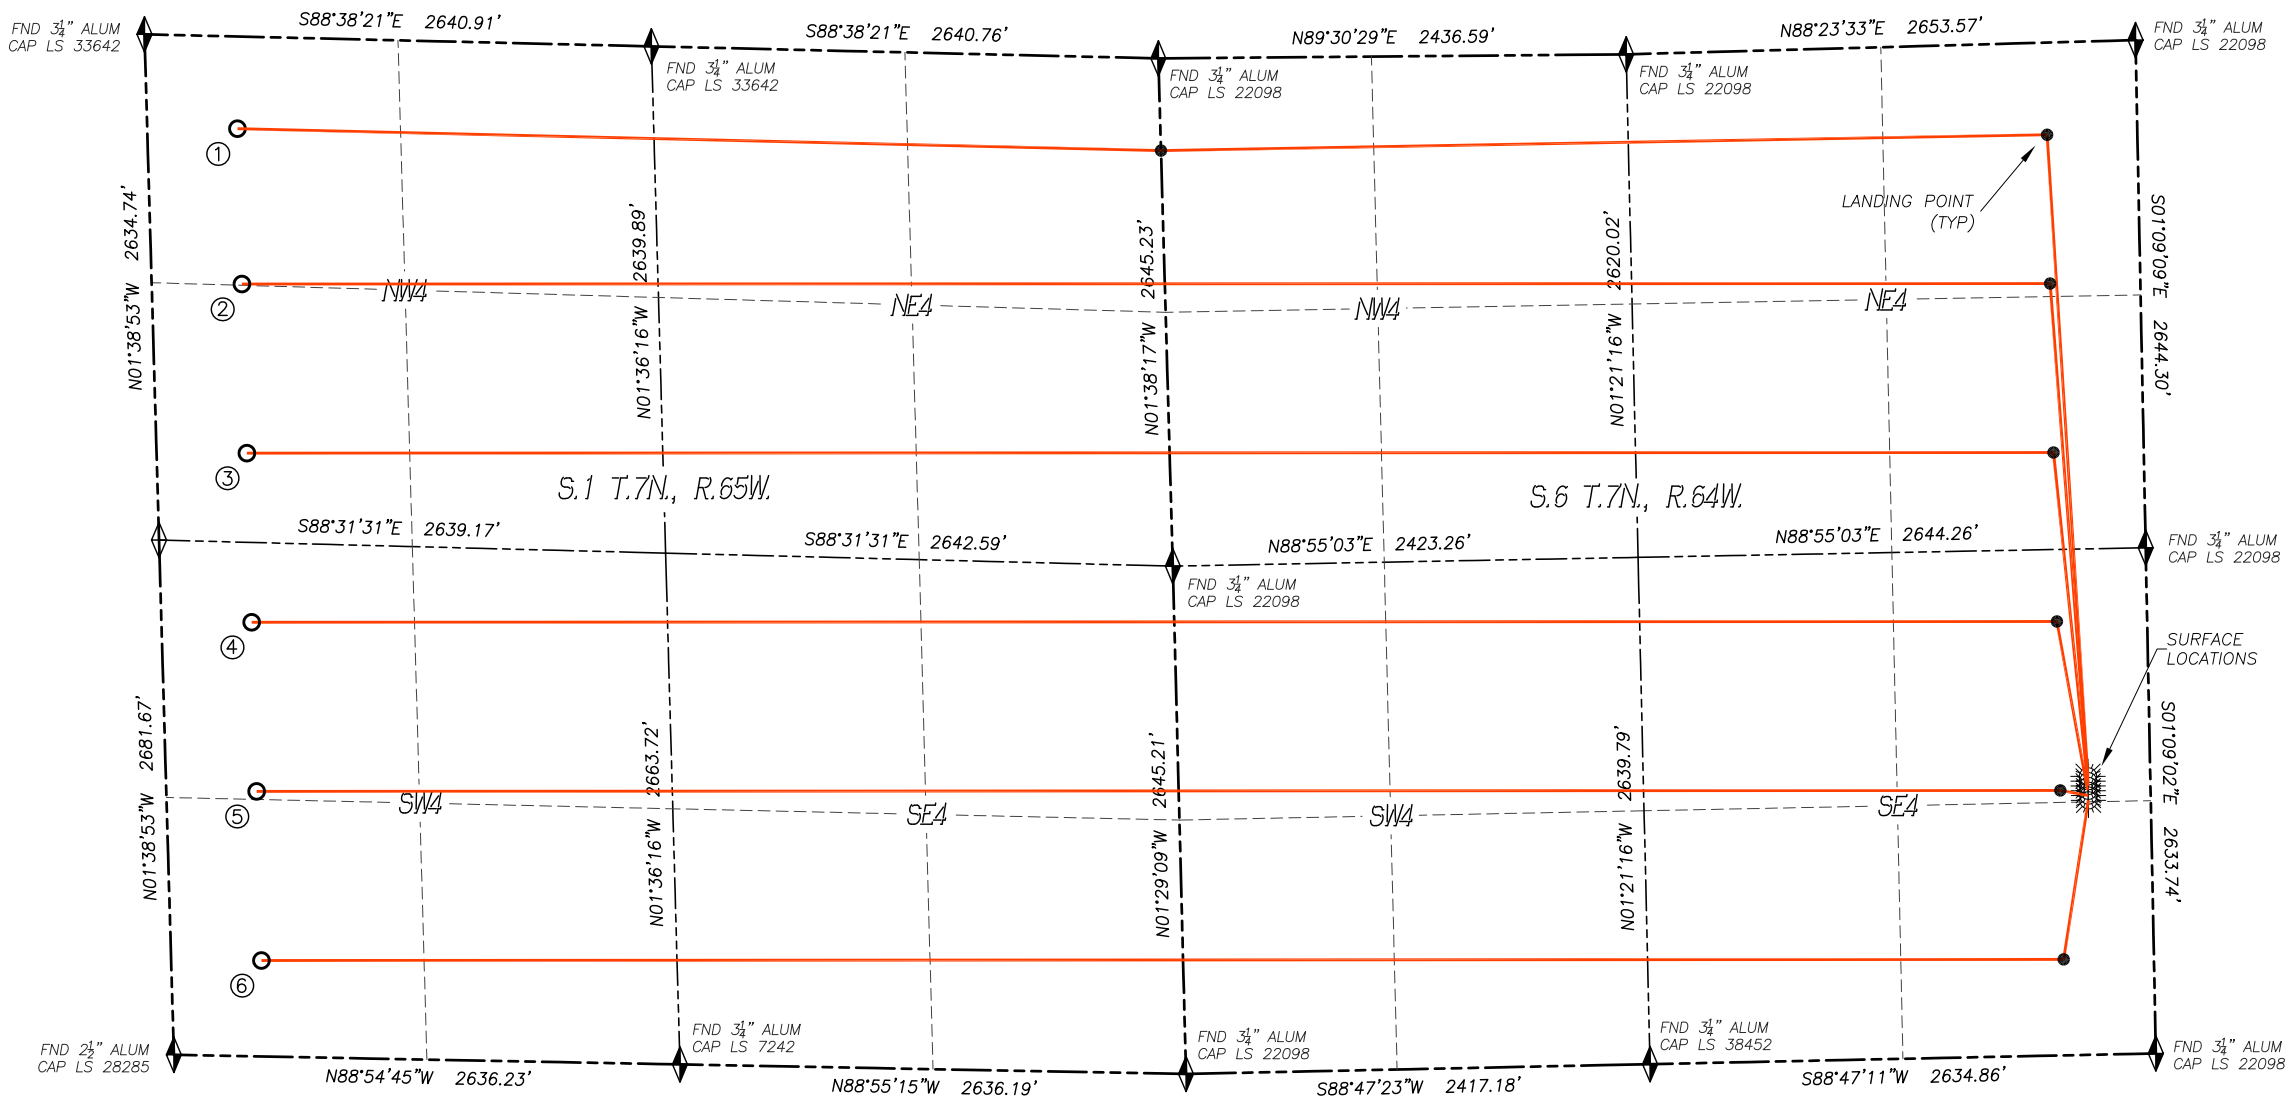 S88°38'21"E 2640.91'
S88°38'21"E 2640.76'
N89°30'29"E 2436.59'
N88°23'33"E 2653.57'
FND 3¼" ALUM
CAP LS 33642
FND 3¼" ALUM
CAP LS 33642
FND 3¼" ALUM
CAP LS 22098
FND 3¼" ALUM
CAP LS 22098
FND 3¼" ALUM
CAP LS 22098
1
LANDING POINT
(TYP)
N01°38'53"W 2634.74'
N01°36'16"W 2639.89'
N01°38'17"W 2645.23'
N01°21'16"W 2620.02'
S01°09'09"E 2644.30'
2
NW4
NE4
NW4
NE4
3
S.1 T.7N., R.65W.
S.6 T.7N., R.64W.
S88°31'31"E 2639.17'
S88°31'31"E 2642.59'
N88°55'03"E 2423.26'
N88°55'03"E 2644.26'
FND 3¼" ALUM
CAP LS 22098
FND 3¼" ALUM
CAP LS 22098
4
SURFACE
LOCATIONS
N01°38'53"W 2681.67'
N01°36'16"W 2663.72'
N01°29'09"W 2645.21'
N01°21'16"W 2639.79'
S01°09'02"E 2633.74'
5
SW4
SE4
SW4
SE4
6
FND 2½" ALUM
CAP LS 28285
FND 3¼" ALUM
CAP LS 7242
FND 3¼" ALUM
CAP LS 22098
FND 3¼" ALUM
CAP LS 38452
FND 3¼" ALUM
CAP LS 22098
N88°54'45"W 2636.23'
N88°55'15"W 2636.19'
S88°47'23"W 2417.18'
S88°47'11"W 2634.86'